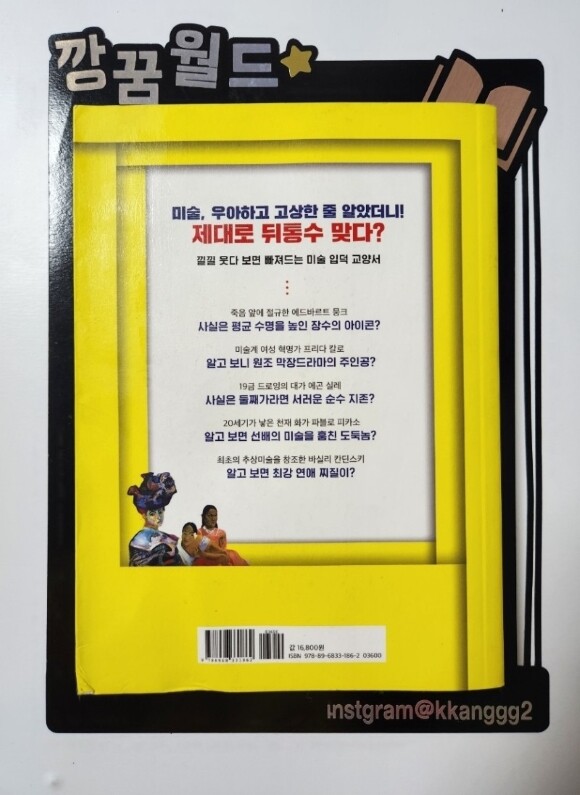 깡꿈월드
미술, 우아하고 고상한 줄 알았더니!
제대로 뒤통수 맞다?
낄낄 웃다 보면 빠져드는 미술 입덕 교양서
죽음 앞에 절규한 에드바르트 뭉크
사실은 평균 수명을 높인 장수의 아이콘?
미술계 여성 혁명가 프리다 칼로
알고 보니 원조 막장드라마의 주인공?
19금 드로잉의 대가 에곤 실레
사실은 둘째가라면 서러운 순수 지존?
20세기가 낳은 천재 화가 파블로 피카소
알고 보면 선배의 미술을 훔친 도둑놈?
최초의 추상미술을 창조한 바실리 칸딘스키
알고 보면 최강 연애 찌질이?
값 16,800원
ISBN 978-89-6833-186-2 03600
instgram@kkanggg2